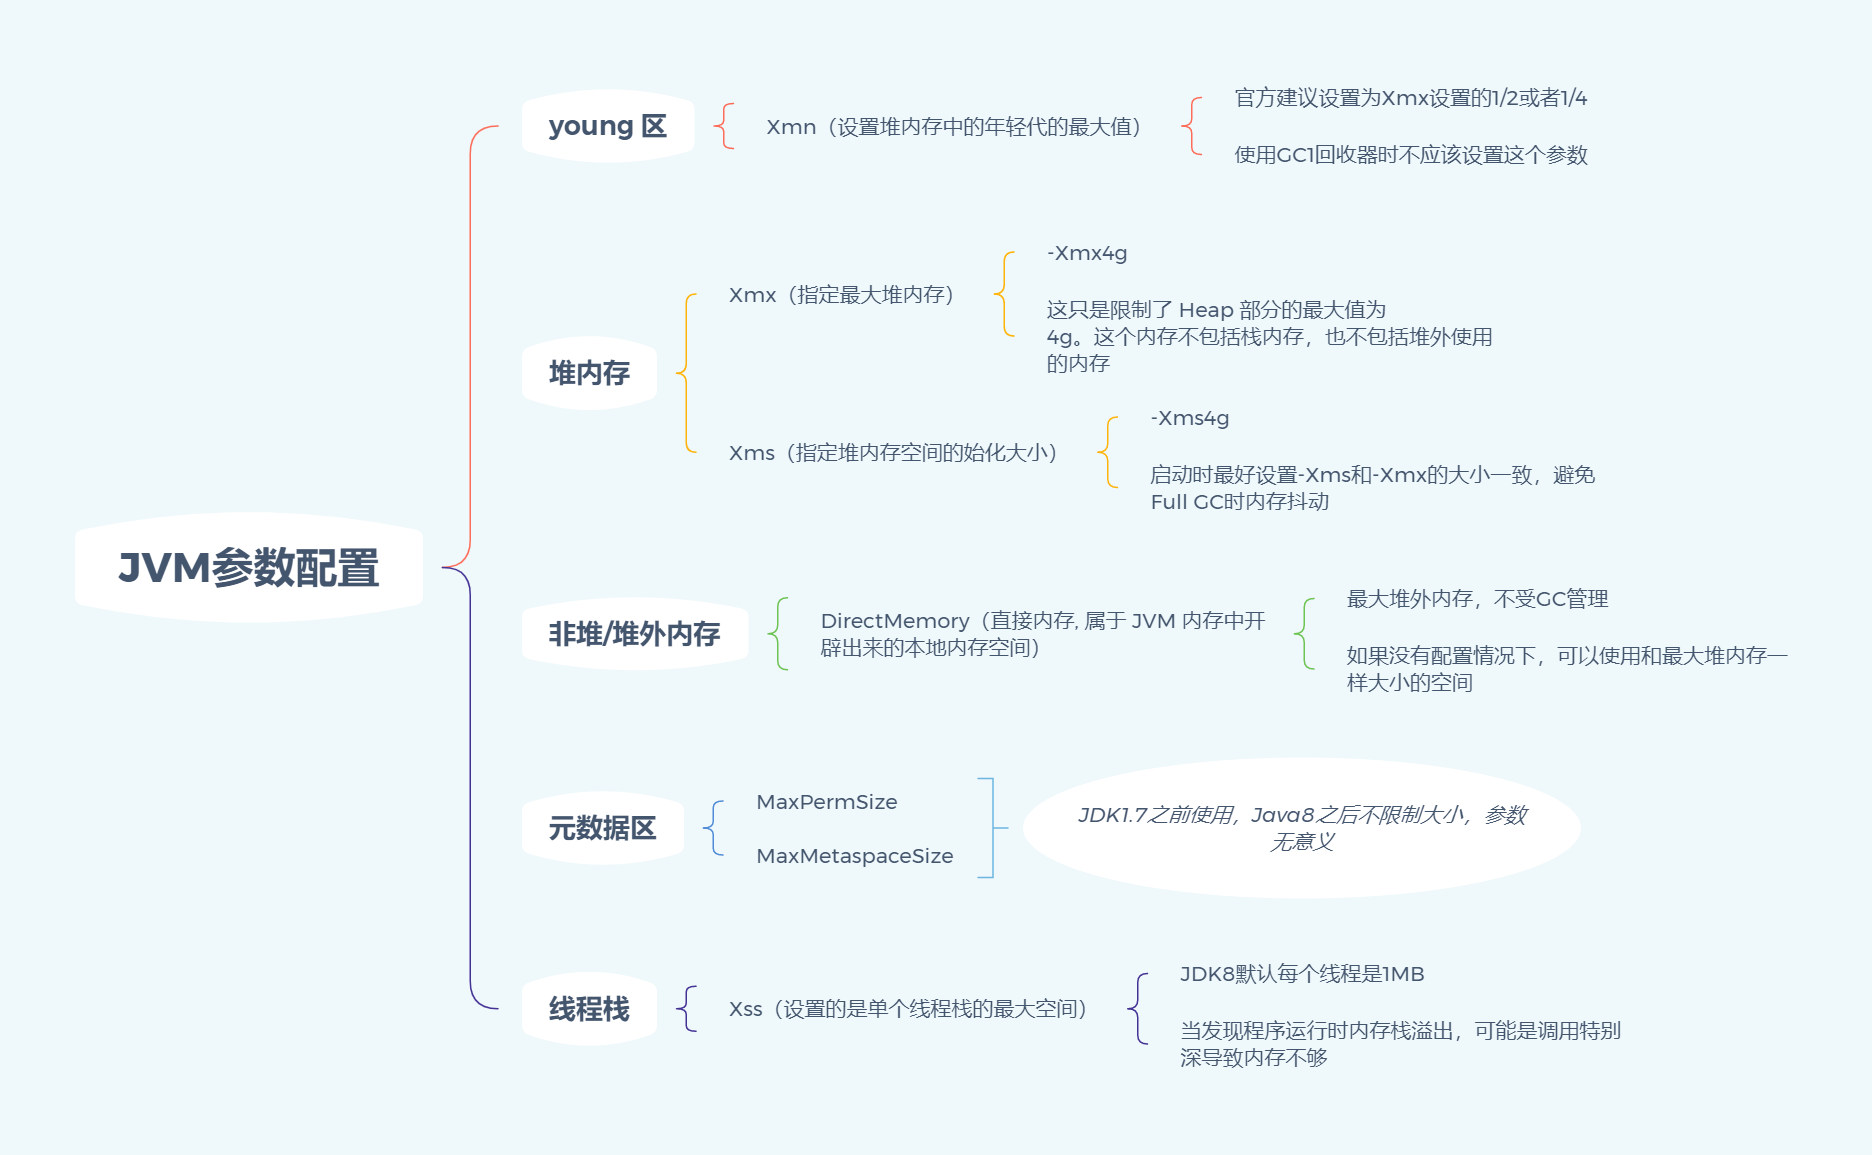 JVM参数配置
young 区
Xmn（设置堆内存中的年轻代的最大值）
官方建议设置为Xmx设置的1/2或者1/4
使用GC1回收器时不应该设置这个参数
堆内存
Xmx（指定最大堆内存）
-Xmx4g
这只是限制了 Heap 部分的最大值为
4g。这个内存不包括栈内存，也不包括堆外使用
的内存
Xms（指定堆内存空间的始化大小）
-Xms4g
启动时最好设置-Xms和-Xmx的大小一致，避免
Full GC时内存抖动
非堆/堆外内存
DirectMemory（直接内存, 属于 JVM 内存中开
辟出来的本地内存空间）
最大堆外内存，不受GC管理
如果没有配置情况下，可以使用和最大堆内存一
样大小的空间
元数据区
MaxPermSize
MaxMetaspaceSize
JDK1.7之前使用，Java8之后不限制大小，参数
无意义
线程栈
Xss（设置的是单个线程栈的最大空间）
JDK8默认每个线程是1MB
当发现程序运行时内存栈溢出，可能是调用特别
深导致内存不够